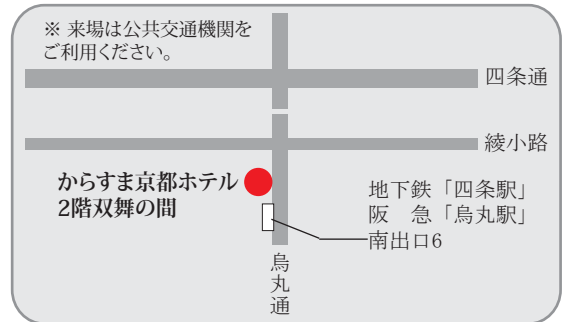 ※ 来場は公共交通機関を
ご利用ください。
四条通
綾小路
からすま京都ホテル
2階双舞の間
地下鉄「四条駅」
阪　急「烏丸駅」
南出口6
烏丸通